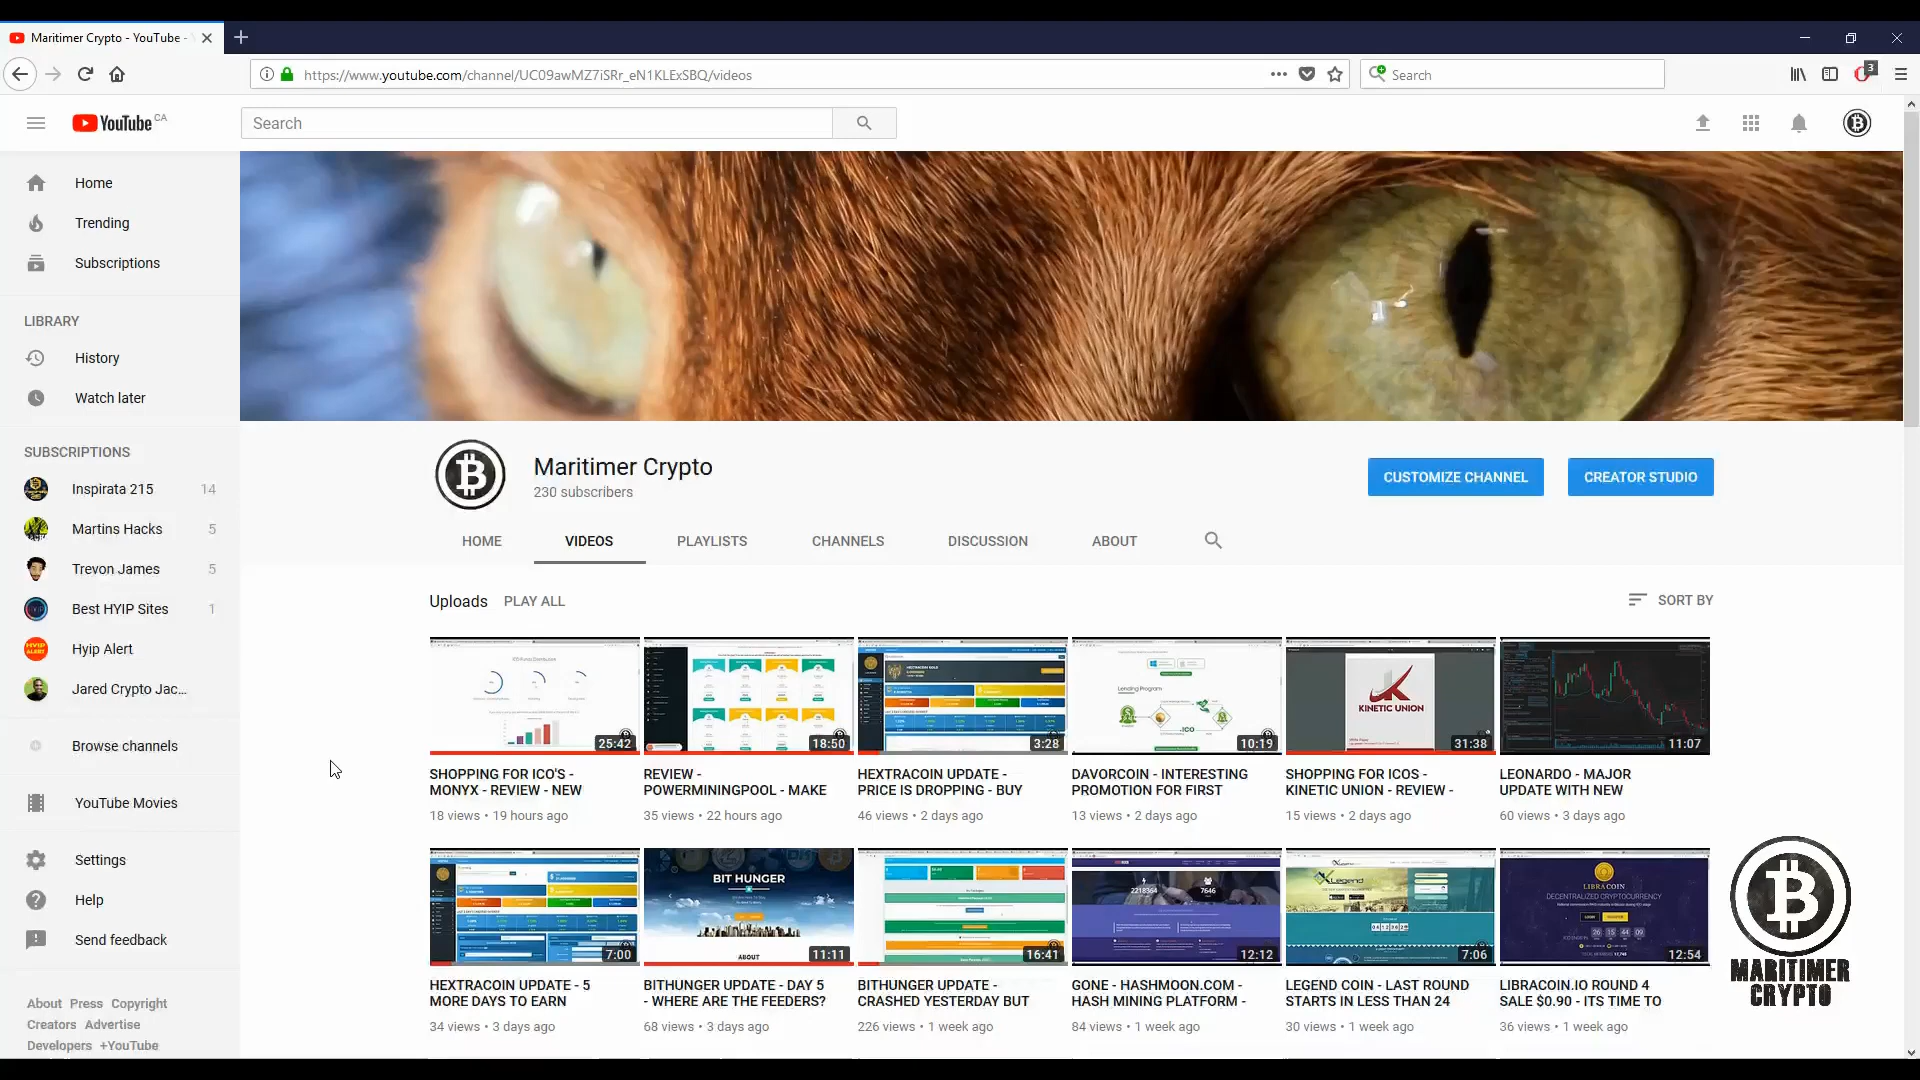 Maritimer Crypto - YouTube -
https://www.youtube.com/channel/UC09awMZ7iSRr_eN1KLExSBQ/videos
Search
3
YouTube CA
Search
Home
Trending
Subscriptions
LIBRARY
History
Watch later
SUBSCRIPTIONS
Inspirata 215 14
Martins Hacks 5
Trevon James 5
Best HYIP Sites 1
Hyip Alert
Jared Crypto Jac...
Browse channels
YouTube Movies
Settings
Help
Send feedback
About Press Copyright
Creators Advertise
Developers +YouTube
Maritimer Crypto
230 subscribers
CUSTOMIZE CHANNEL
CREATOR STUDIO
HOME VIDEOS PLAYLISTS CHANNELS DISCUSSION ABOUT
Uploads PLAY ALL
SORT BY
25:42
SHOPPING FOR ICO'S -
MONYX - REVIEW - NEW
18 views • 19 hours ago
18:50
REVIEW -
POWERMININGPOOL - MAKE
35 views • 22 hours ago
3:28
HEXTRACOIN UPDATE -
PRICE IS DROPPING - BUY
46 views • 2 days ago
Lending Program
.ICO
10:19
DAVORCOIN - INTERESTING
PROMOTION FOR FIRST
13 views • 2 days ago
KINETIC UNION
31:38
SHOPPING FOR ICOS -
KINETIC UNION - REVIEW -
15 views • 2 days ago
11:07
LEONARDO - MAJOR
UPDATE WITH NEW
60 views • 3 days ago
7:00
HEXTRACOIN UPDATE - 5
MORE DAYS TO EARN
34 views • 3 days ago
BIT HUNGER
ABOUT
11:11
BITHUNGER UPDATE - DAY 5
- WHERE ARE THE FEEDERS?
68 views • 3 days ago
16:41
BITHUNGER UPDATE -
CRASHED YESTERDAY BUT
226 views • 1 week ago
2218364 7646
12:12
GONE - HASHMOON.COM -
HASH MINING PLATFORM -
84 views • 1 week ago
Legend
7:06
LEGEND COIN - LAST ROUND
STARTS IN LESS THAN 24
30 views • 1 week ago
LIBRACOIN
DECENTRALIZED CRYPTOCURRENCY
12:54
LIBRACOIN.IO ROUND 4
SALE $0.90 - ITS TIME TO
36 views • 1 week ago
MARITIMER
CRYPTO